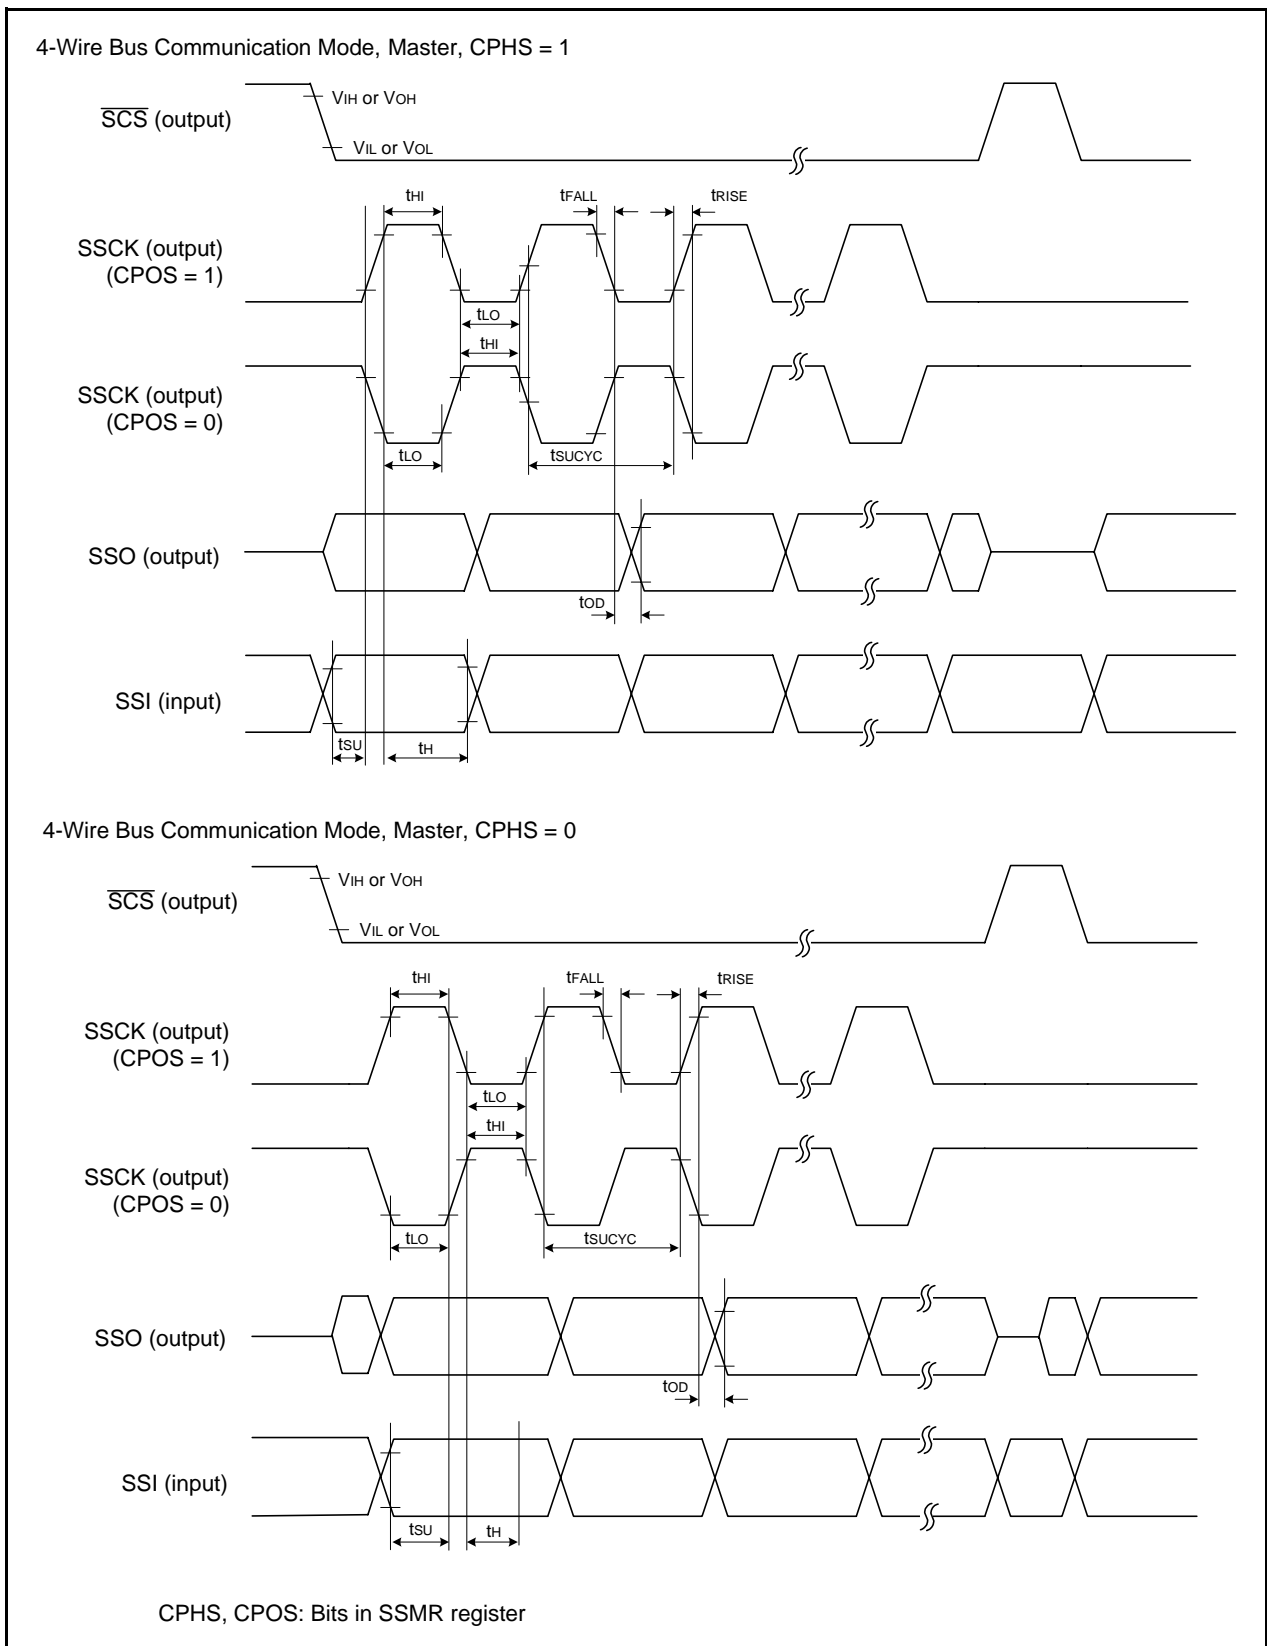 4-Wire Bus Communication Mode, Master, CPHS = 1
VIH or VOH
SCS (output)
VIL or VOL
tHI
tFALL
tRISE
SSCK (output)
(CPOS = 1)
tLO
tHI
SSCK (output)
(CPOS = 0)
tLO
tSUCYC
SSO (output)
tOD
SSI (input)
tSU
tH
4-Wire Bus Communication Mode, Master, CPHS = 0
VIH or VOH
SCS (output)
VIL or VOL
tHI
tFALL
tRISE
SSCK (output)
(CPOS = 1)
tLO
tHI
SSCK (output)
(CPOS = 0)
tLO
tSUCYC
SSO (output)
tOD
SSI (input)
tSU
tH
CPHS, CPOS: Bits in SSMR register